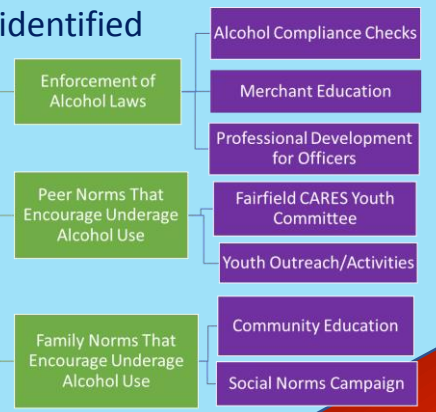 identified
Enforcement of
Alcohol Laws
Alcohol Compliance Checks
Merchant Education
Professional Development
for Officers
Peer Norms That
Encourage Underage
Alcohol Use
Fairfield CARES Youth
Committee
Youth Outreach/Activities
Family Norms That
Encourage Underage
Alcohol Use
Community Education
Social Norms Campaign